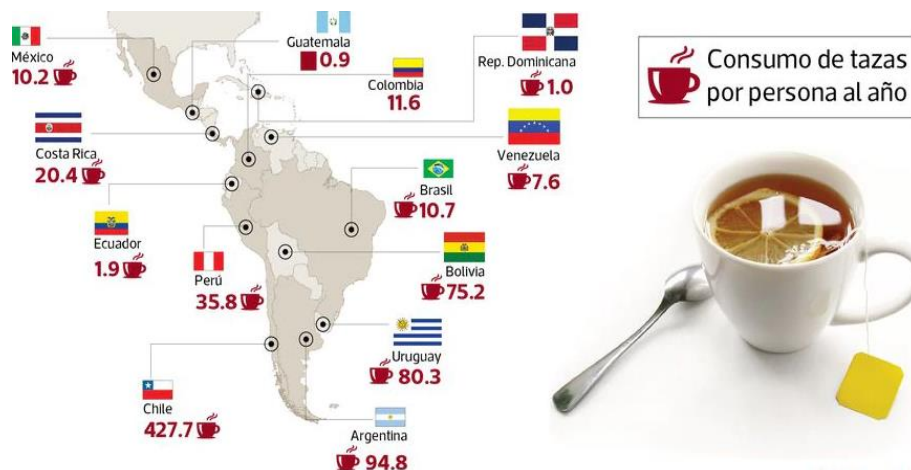 México
10.2
Guatemala
0.9
Colombia
11.6
Rep. Dominicana
1.0
Consumo de tazas
por persona al año
Costa Rica
20.4
Venezuela
7.6
Brasil
10.7
Ecuador
1.9
Perú
35.8
Bolivia
75.2
Uruguay
80.3
Chile
427.7
Argentina
94.8